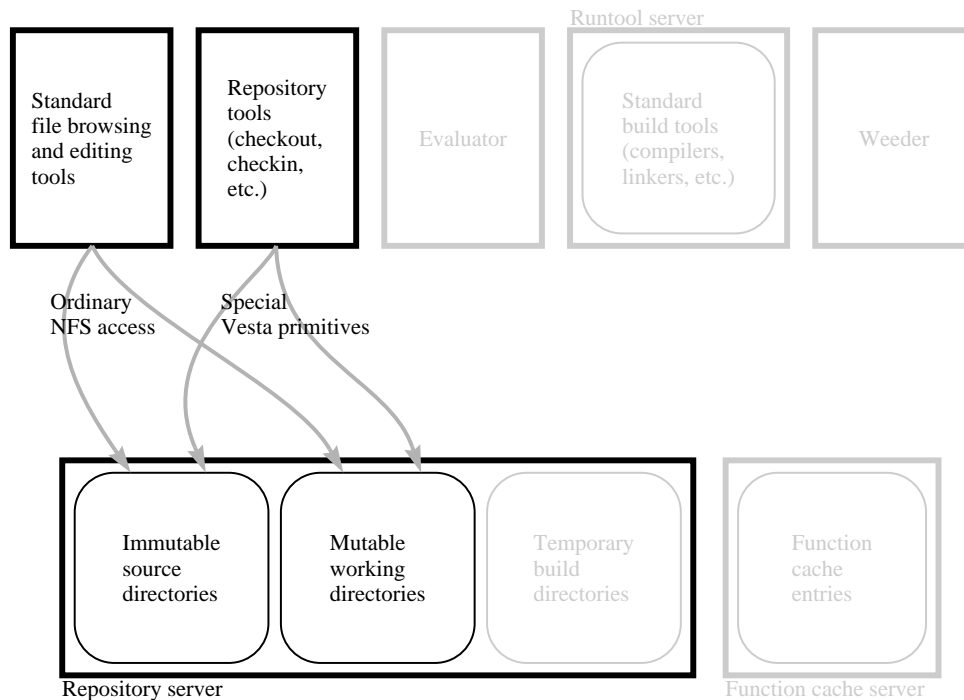 Runtool server
Standard
file browsing
and editing
tools
Repository
tools
(checkout,
checkin,
etc.)
Evaluator
Standard
build tools
(compilers,
linkers, etc.)
Weeder
Ordinary
NFS access
Special
Vesta primitives
Immutable
source
directories
Mutable
working
directories
Temporary
build
directories
Function
cache
entries
Repository server
Function cache server